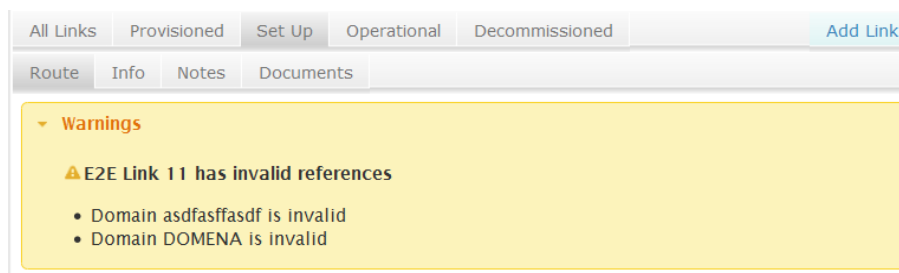 All Links Provisioned Set Up Operational Decommissioned Add Link
Route Info Notes Documents
Warnings
E2E Link 11 has invalid references
• Domain asdfasffasdf is invalid
• Domain DOMENA is invalid